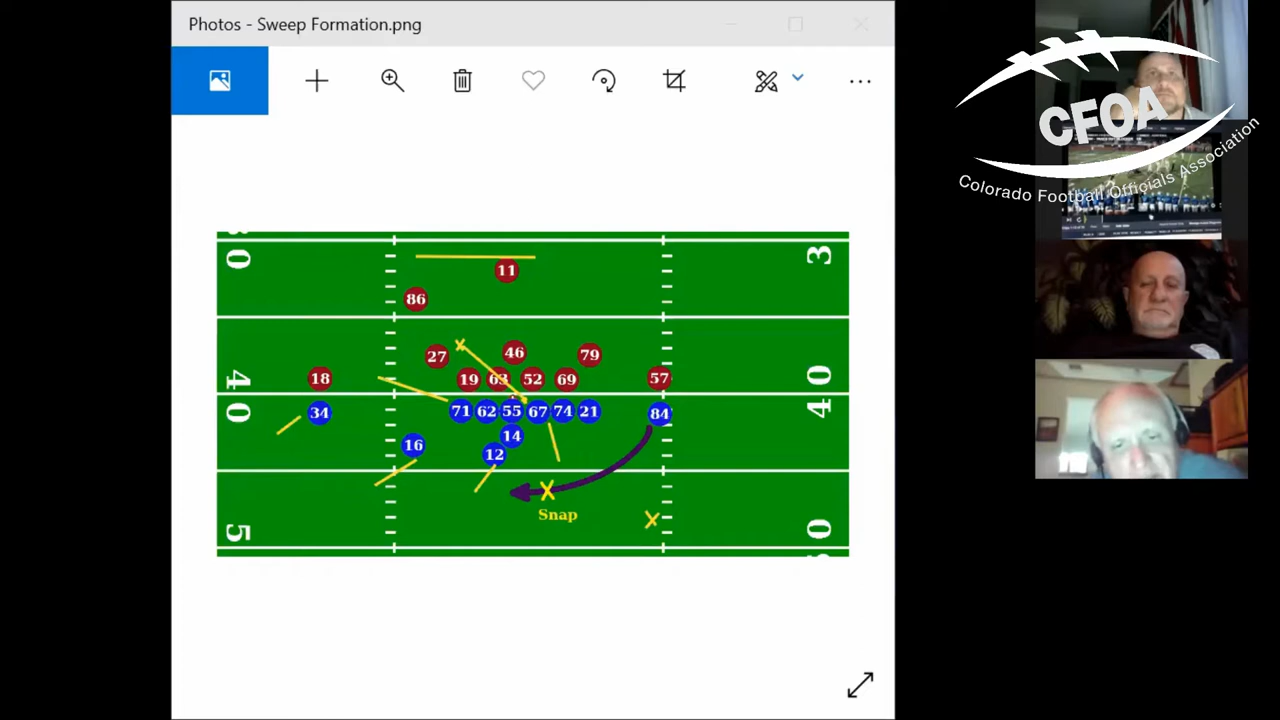 Photos - Sweep Formation.png
CFOA
Colorado Football Officials Association
0 3
11
86
27 46 79
18 19 63 52 69 57
4 0 4 0
34 71 62 55 67 74 21 84
16 14
12
Snap
5 0